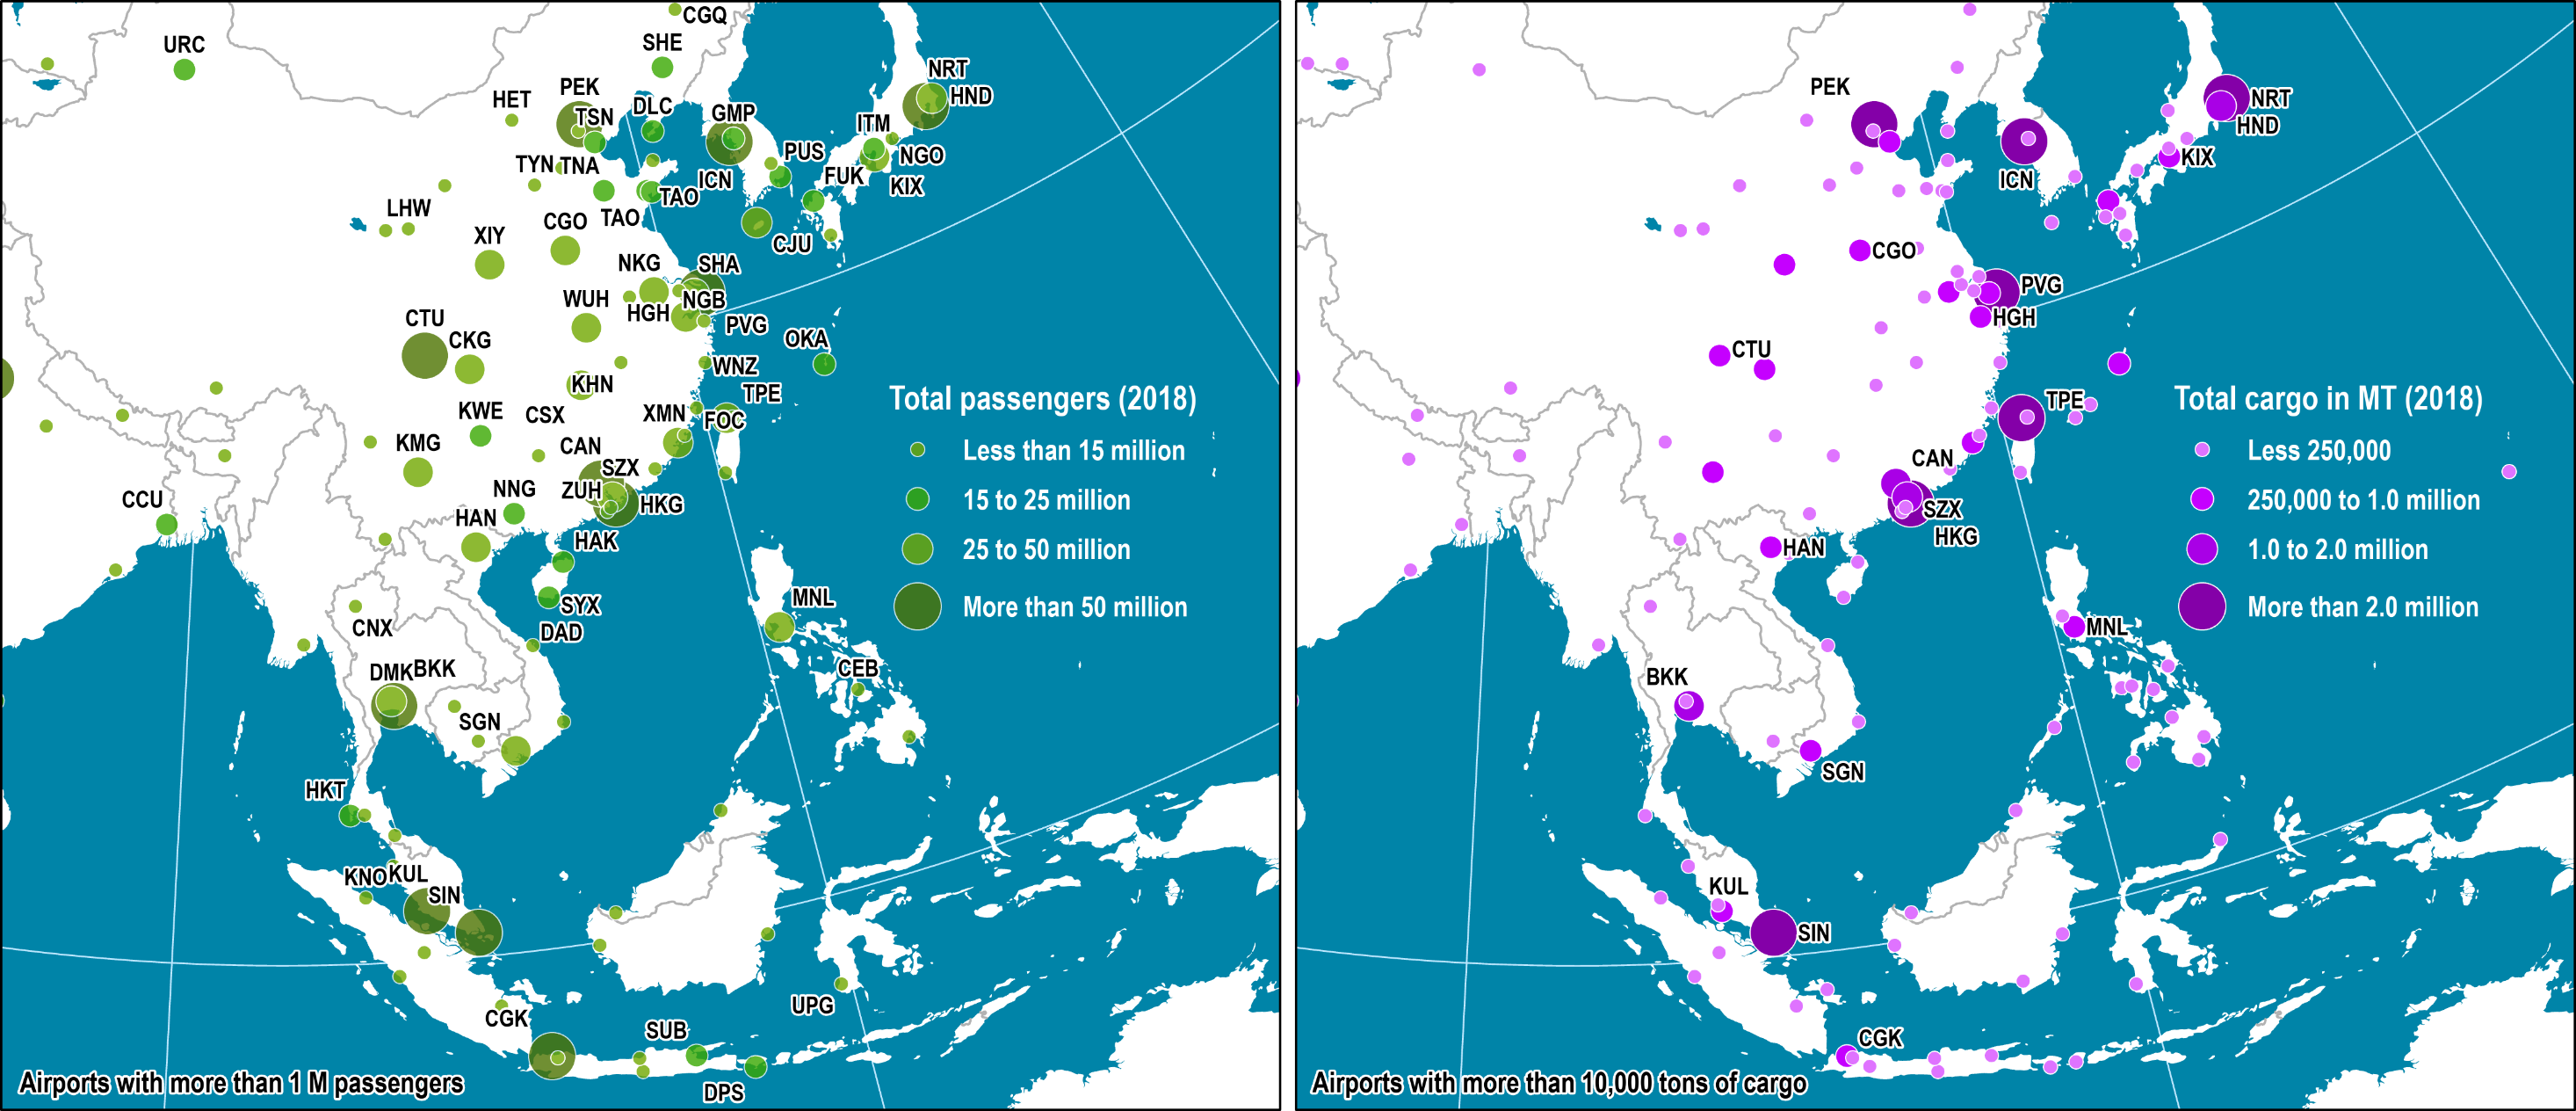 CGQ
URC
SHE
NRT
PEK
HND
HET
TSN
DLC
GMP
ITM
NGO
PUS
TYN
TNA
ICN
FUK
KIX
TAO
LHW
TAO
CGO
XIY
CJU
NKG
SHA
WUH
HGH
NGB
PVG
CTU
CKG
OKA
WNZ
KHN
TPE
KWE
CSX
XMN
FOC
KMG
CAN
SZX
CCU
NNG
ZUH
HKG
HAN
HAK
SYX
MNL
CNX
DAD
DMK
BKK
CEB
SGN
HKT
KNO
KUL
SIN
UPG
CGK
SUB
DPS
Total passengers (2018)
Less than 15 million
15 to 25 million
25 to 50 million
More than 50 million
Airports with more than 1 M passengers
PEK
NRT
HND
KIX
ICN
CGO
PVG
HGH
CTU
TPE
CAN
SZX
HKG
HAN
MNL
BKK
SGN
KUL
SIN
CGK
Total cargo in MT (2018)
Less 250,000
250,000 to 1.0 million
1.0 to 2.0 million
More than 2.0 million
Airports with more than 10,000 tons of cargo